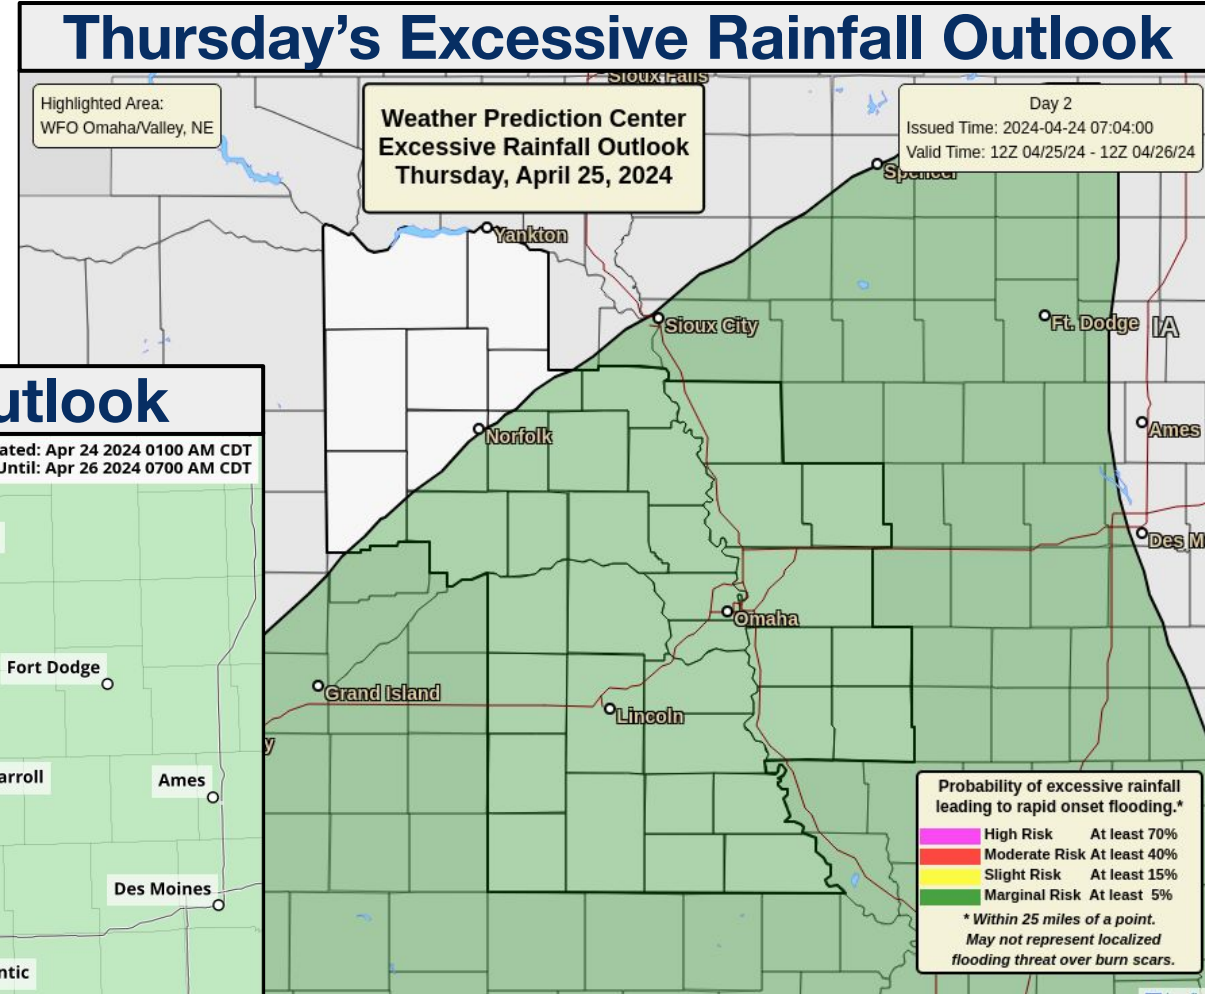 Thursday's Excessive Rainfall Outlook
Highlighted Area:
WFO Omaha/Valley, NE
Weather Prediction Center
Excessive Rainfall Outlook
Thursday, April 25, 2024
Day 2
Issued Time: 2024-04-24 07:04:00
Valid Time: 12Z 04/25/24 - 12Z 04/26/24
Sioux Falls
Spencer
Yankton
Sioux City
Ft. Dodge
IA
Ames
Norfolk
Des M
Omaha
Grand Island
Lincoln
y
utlook
ated: Apr 24 2024 0100 AM CDT
Until: Apr 26 2024 0700 AM CDT
Fort Dodge
arroll
Ames
Des Moines
ntic
Probability of excessive rainfall
leading to rapid onset flooding.*
High Risk At least 70%
Moderate Risk At least 40%
Slight Risk At least 15%
Marginal Risk At least 5%
* Within 25 miles of a point.
May not represent localized
flooding threat over burn scars.